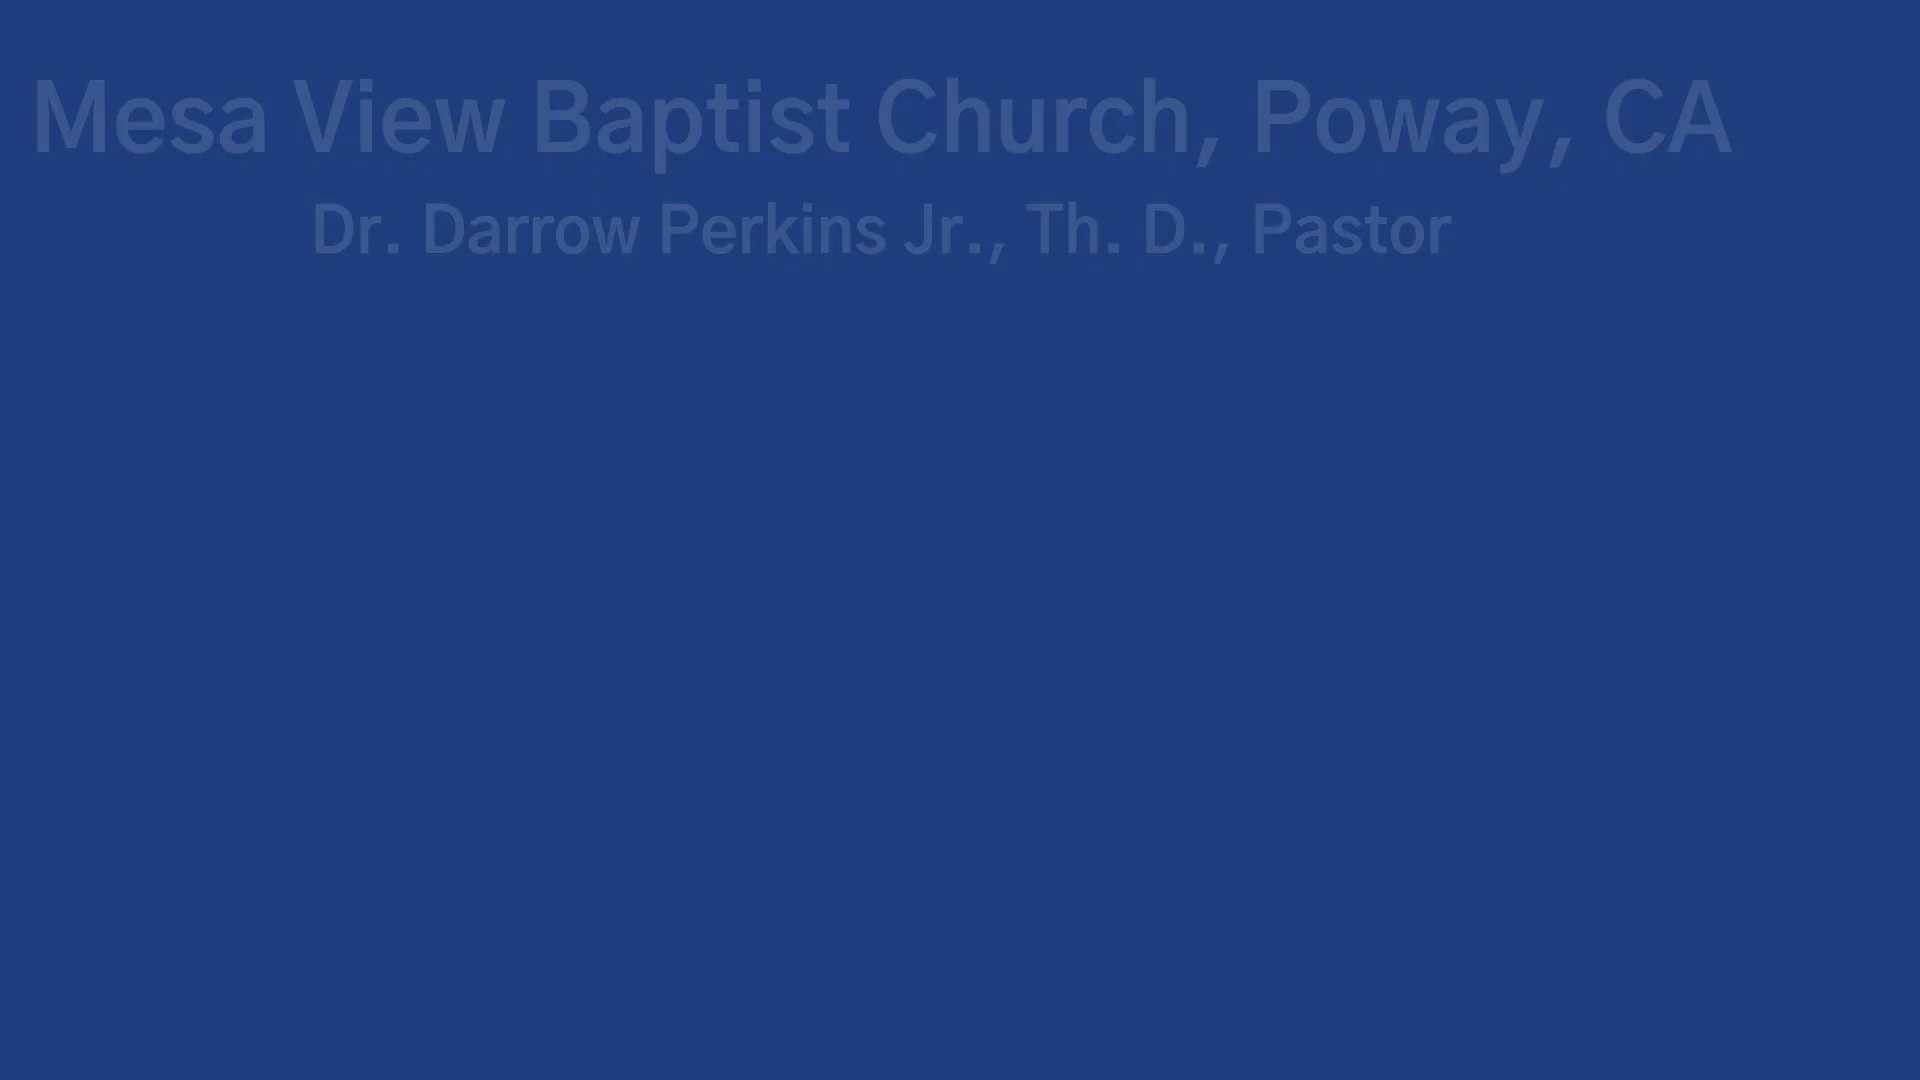 Mesa View Baptist Church, Poway, CA
Dr. Darrow Perkins Jr., Th. D., Pastor